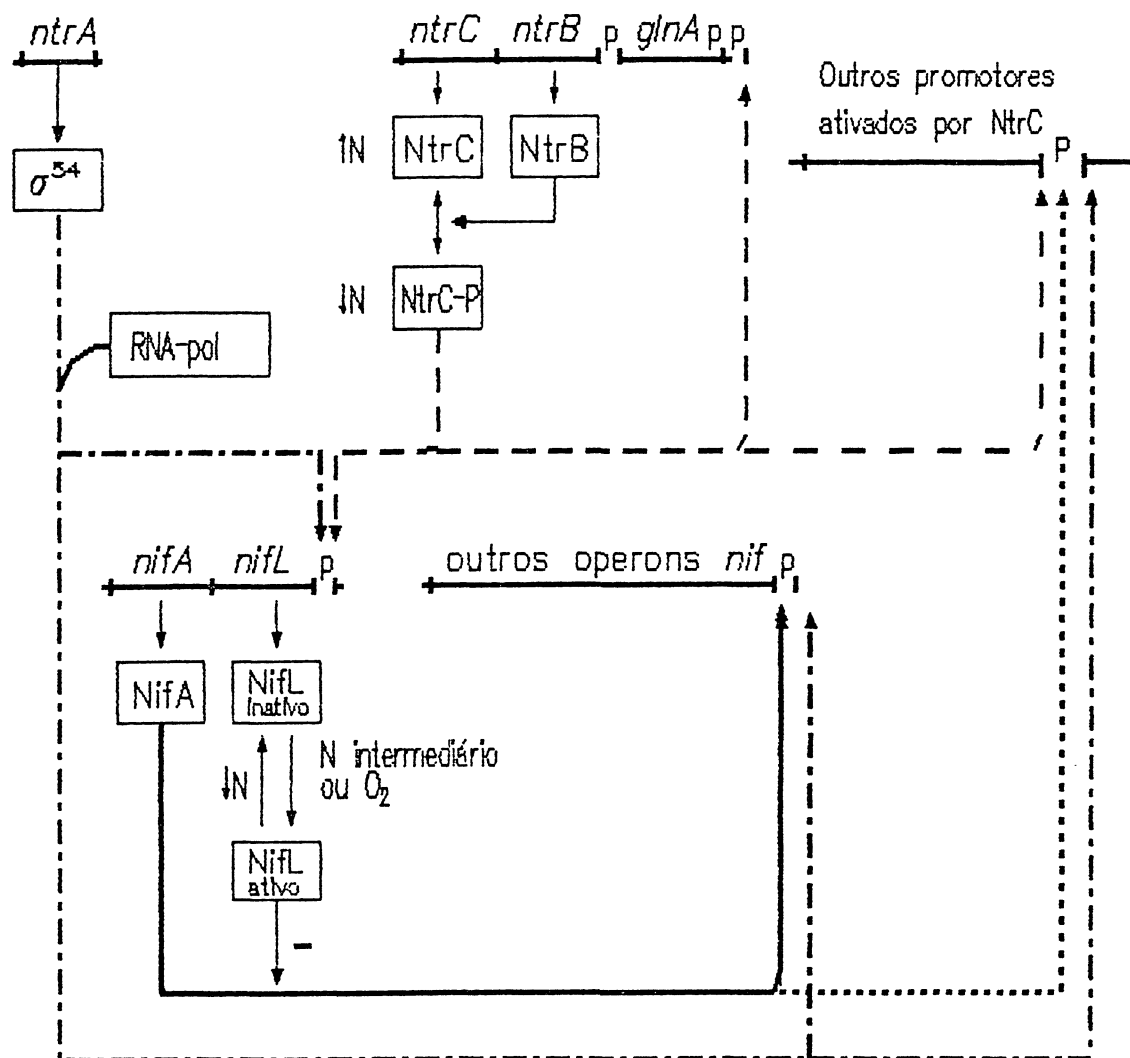 ntrA
ntrC ntrB p glnA p p
Outros promotores
ativados por NtrC
P
↑N NtrC NtrB
σ⁵⁴
↓N NtrC-P
RNA-pol
nifA nifL p
outros operons nif p
NifA
NifL
inativo
N intermediário
ou O₂
↓N
NifL
ativo
-